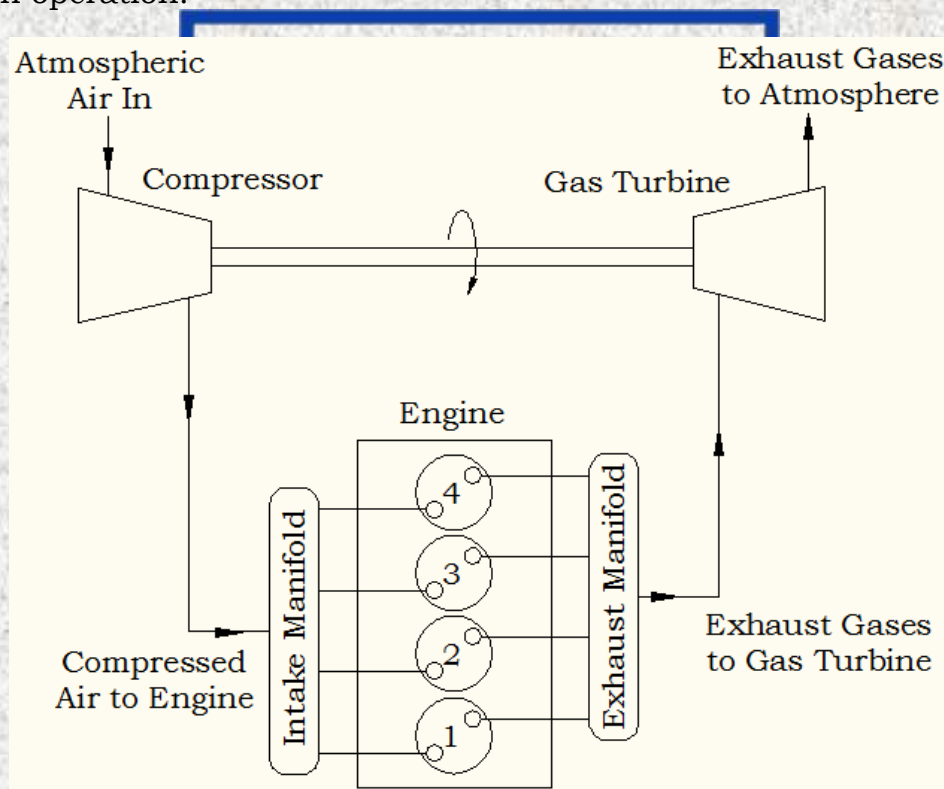 n operation.
Atmospheric
Air In
Exhaust Gases
to Atmosphere
Compressor
Gas Turbine
Engine
4
3
2
1
Intake Manifold
Exhaust Manifold
Compressed
Air to Engine
Exhaust Gases
to Gas Turbine